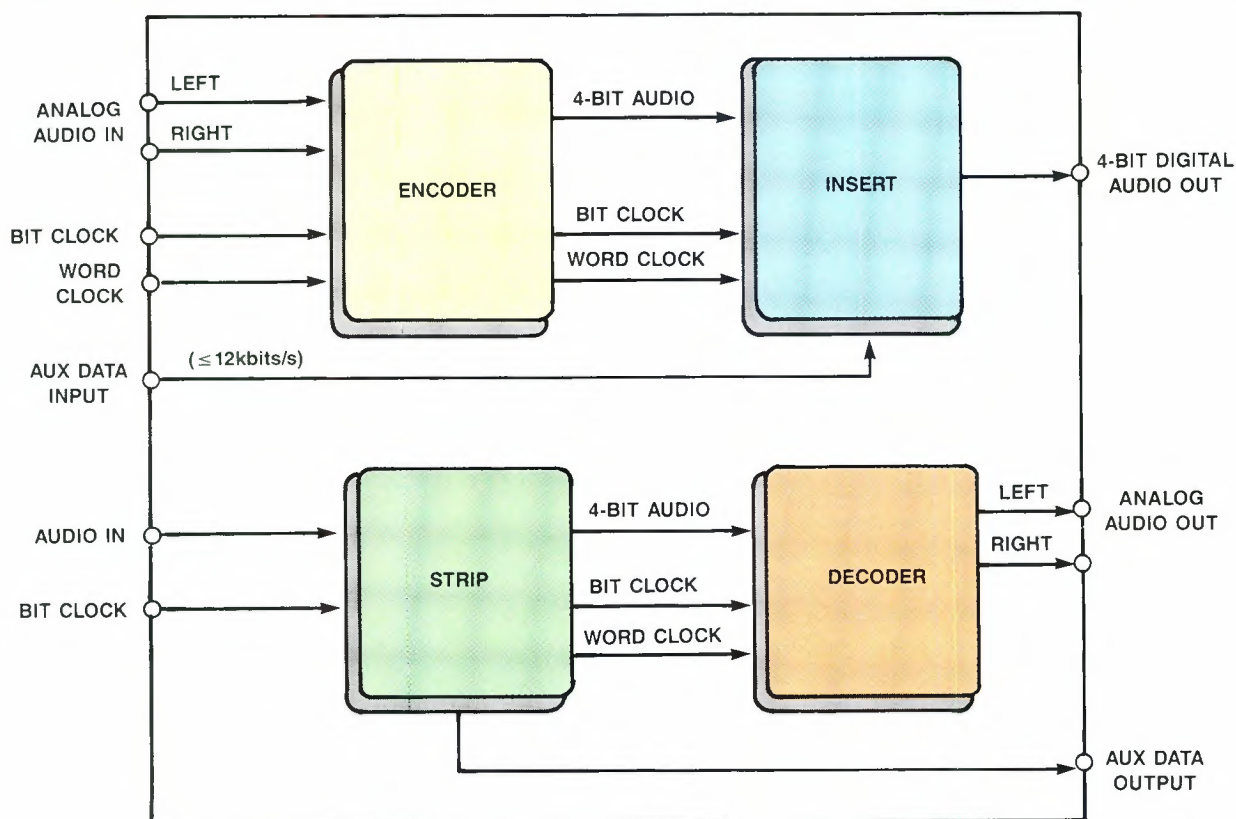 LEFT
ANALOG
AUDIO IN
RIGHT
BIT CLOCK
WORD
CLOCK
ENCODER
4-BIT AUDIO
BIT CLOCK
WORD CLOCK
INSERT
4-BIT DIGITAL
AUDIO OUT
AUX DATA
INPUT
(≤12kbits/s)
AUDIO IN
BIT CLOCK
STRIP
4-BIT AUDIO
BIT CLOCK
WORD CLOCK
DECODER
LEFT
RIGHT
ANALOG
AUDIO OUT
AUX DATA
OUTPUT